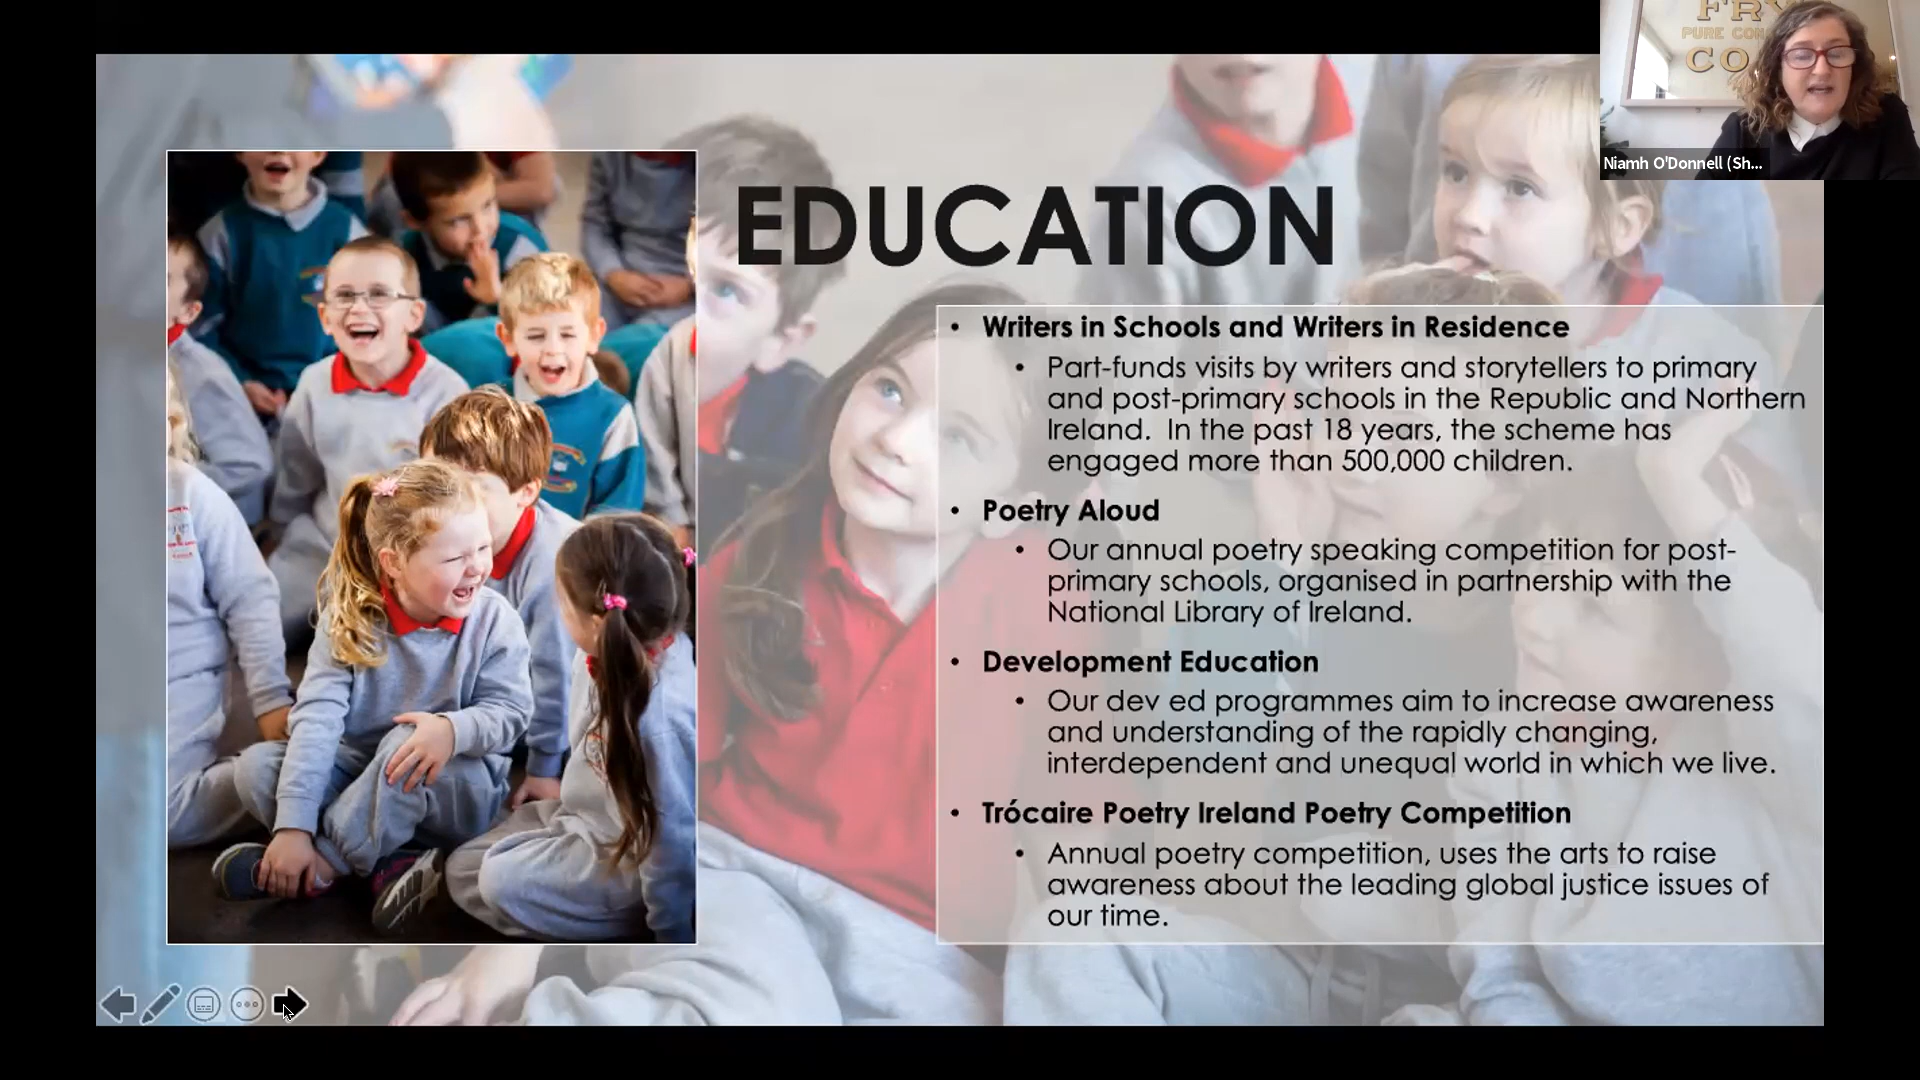 FRY
PURE CON
CO
Niamh O'Donnell (Sh...
EDUCATION
• Writers in Schools and Writers in Residence
• Part-funds visits by writers and storytellers to primary
and post-primary schools in the Republic and Northern
Ireland. In the past 18 years, the scheme has
engaged more than 500,000 children.
• Poetry Aloud
• Our annual poetry speaking competition for post-
primary schools, organised in partnership with the
National Library of Ireland.
• Development Education
• Our dev ed programmes aim to increase awareness
and understanding of the rapidly changing,
interdependent and unequal world in which we live.
• Trócaire Poetry Ireland Poetry Competition
• Annual poetry competition, uses the arts to raise
awareness about the leading global justice issues of
our time.